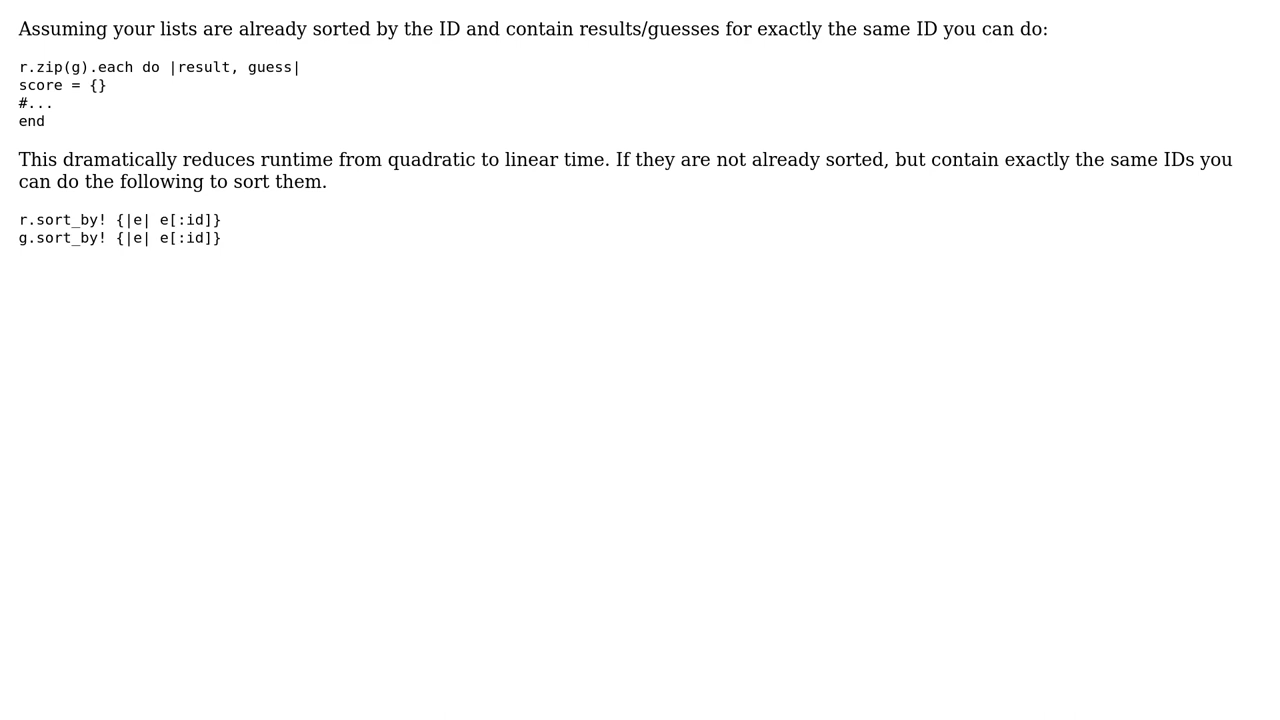 Assuming your lists are already sorted by the ID and contain results/guesses for exactly the same ID you can do:
r.zip(g).each do |result, guess|
score = {}
#...
end
This dramatically reduces runtime from quadratic to linear time. If they are not already sorted, but contain exactly the same IDs you
can do the following to sort them.
r.sort_by! {|e| e[:id]}
g.sort_by! {|e| e[:id]}